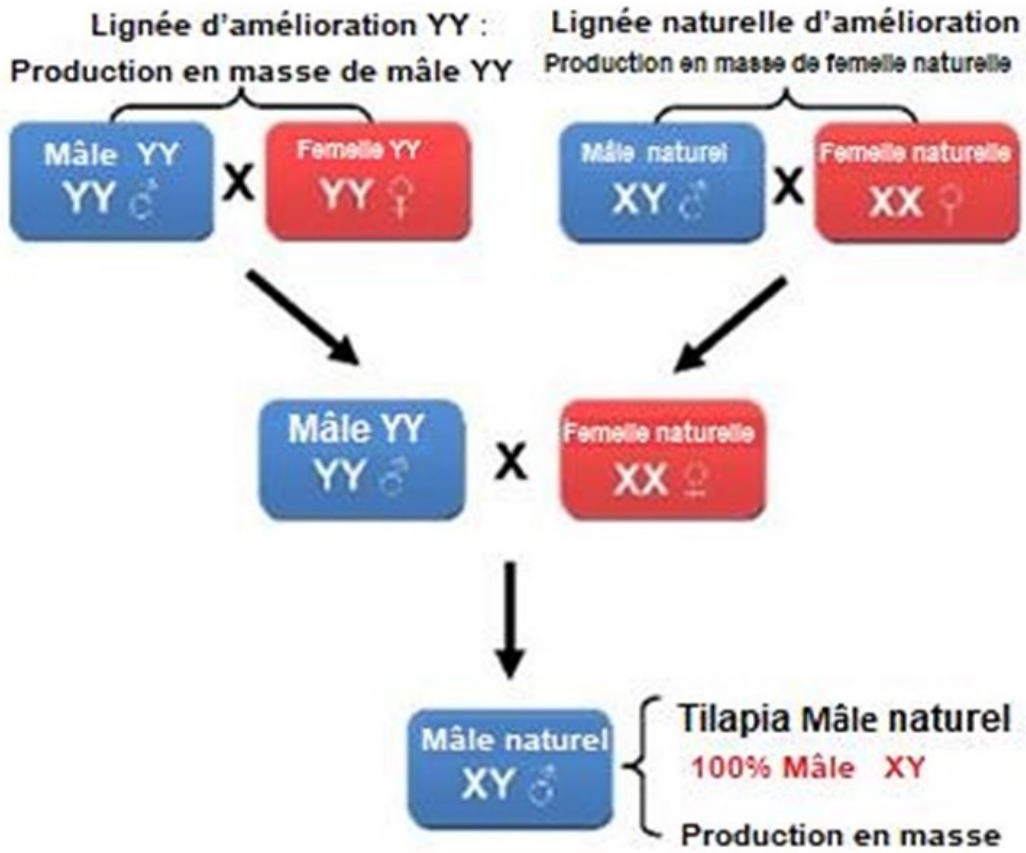 Lignée d'amélioration YY :
Production en masse de mâle YY
Lignée naturelle d'amélioration
Production en masse de femelle naturelle
Mâle YY
YY ♂
X
Femelle YY
YY ♀
Mâle naturel
XY ♂
X
Femelle naturelle
XX ♀
Mâle YY
YY ♂
X
Femelle naturelle
XX ♀
Mâle naturel
XY ♂
Tilapia Mâle naturel
100% Mâle XY
Production en masse